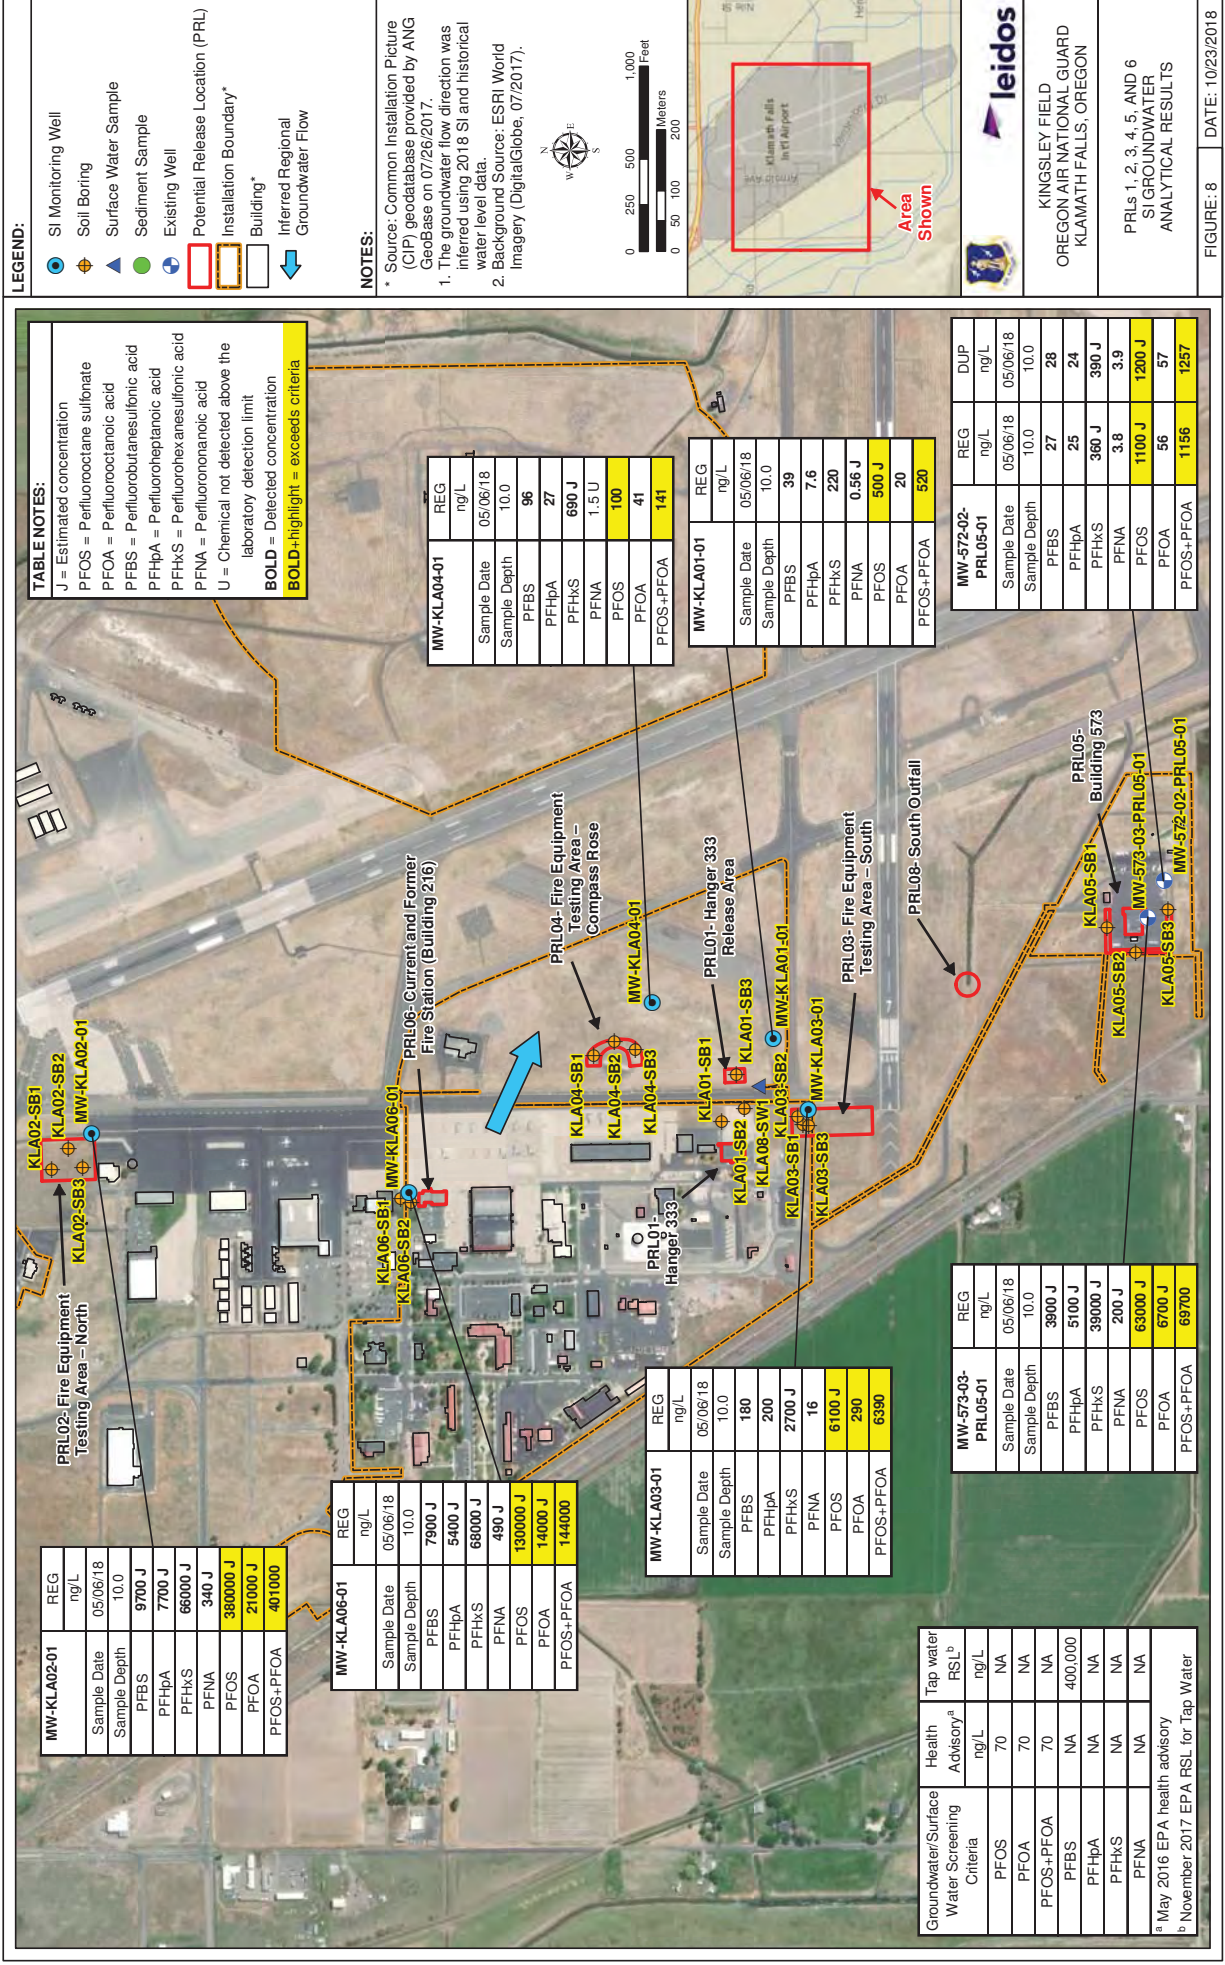 LEGEND:
SI Monitoring Well
Soil Boring
Surface Water Sample
Sediment Sample
Existing Well
Potential Release Location (PRL)
Installation Boundary*
Building*
Inferred Regional
Groundwater Flow
NOTES:
* Source: Common Installation Picture
(CIP) geodatabase provided by ANG
GeoBase on 07/26/2017.
1. The groundwater flow direction was
inferred using 2018 SI and historical
water level data.
2. Background Source: ESRI World
Imagery (DigitalGlobe, 07/2017).
N
E
S
W
0 250 500 1,000
Feet
Meters
0 50 100 200
Klamath Falls
Int'l Airport
Arnold Ave
Area
Shown
leidos
KINGSLEY FIELD
OREGON AIR NATIONAL GUARD
KLAMATH FALLS, OREGON
PRLs 1, 2, 3, 4, 5, AND 6
SI GROUNDWATER
ANALYTICAL RESULTS
FIGURE: 8 DATE: 10/23/2018
TABLE NOTES:
J = Estimated concentration
PFOS = Perfluorooctane sulfonate
PFOA = Perfluorooctanoic acid
PFBS = Perfluorobutanesulfonic acid
PFHpA = Perfluoroheptanoic acid
PFHxS = Perfluorohexanesulfonic acid
PFNA = Perfluorononanoic acid
U = Chemical not detected above the
laboratory detection limit
BOLD = Detected concentration
BOLD+highlight = exceeds criteria
MW-KLA02-01 REG
ng/L
Sample Date 05/06/18
Sample Depth 10.0
PFBS 9700 J
PFHpA 7700 J
PFHxS 66000 J
PFNA 340 J
PFOS 380000 J
PFOA 21000 J
PFOS+PFOA 401000
MW-KLA06-01 REG
ng/L
Sample Date 05/06/18
Sample Depth 10.0
PFBS 7900 J
PFHpA 5400 J
PFHxS 68000 J
PFNA 490 J
PFOS 130000 J
PFOA 14000 J
PFOS+PFOA 144000
MW-KLA04-01 REG
ng/L
Sample Date 05/06/18
Sample Depth 10.0
PFBS 96
PFHpA 27
PFHxS 690 J
PFNA 1.5 U
PFOS 100
PFOA 41
PFOS+PFOA 141
MW-KLA01-01 REG
ng/L
Sample Date 05/06/18
Sample Depth 10.0
PFBS 39
PFHpA 7.6
PFHxS 220
PFNA 0.56 J
PFOS 500 J
PFOA 20
PFOS+PFOA 520
MW-KLA03-01 REG
ng/L
Sample Date 05/06/18
Sample Depth 10.0
PFBS 180
PFHpA 200
PFHxS 2700 J
PFNA 16
PFOS 6100 J
PFOA 290
PFOS+PFOA 6390
MW-573-03-
PRL05-01 REG
ng/L
Sample Date 05/06/18
Sample Depth 10.0
PFBS 3900 J
PFHpA 5100 J
PFHxS 39000 J
PFNA 200 J
PFOS 63000 J
PFOA 6700 J
PFOS+PFOA 69700
MW-572-02-
PRL05-01 REG DUP
ng/L ng/L
Sample Date 05/06/18 05/06/18
Sample Depth 10.0 10.0
PFBS 27 28
PFHpA 25 24
PFHxS 360 J 390 J
PFNA 3.8 3.9
PFOS 1100 J 1200 J
PFOA 56 57
PFOS+PFOA 1156 1257
Groundwater/Surface
Water Screening
Criteria
Health
Advisory a
ng/L
Tap water
RSL b
ng/L
PFOS 70 NA
PFOA 70 NA
PFOS+PFOA 70 NA
PFBS NA 400,000
PFHpA NA NA
PFHxS NA NA
PFNA NA NA
a May 2016 EPA health advisory
b November 2017 EPA RSL for Tap Water
PRL02- Fire Equipment
Testing Area – North
KLA02-SB1
KLA02-SB2
MW-KLA02-01
KLA02-SB3
PRL06- Current and Former
Fire Station (Building 216)
MW-KLA06-01
KLA06-SB1
KLA06-SB2
PRL04- Fire Equipment
Testing Area –
Compass Rose
MW-KLA04-01
KLA04-SB1
KLA04-SB2
KLA04-SB3
PRL01- Hanger 333
Release Area
KLA01-SB1
KLA01-SB3
MW-KLA01-01
KLA01-SB2
KLA08-SW1
PRL01-
Hanger 333
KLA03-SB2
MW-KLA03-01
KLA03-SB1
KLA03-SB3
PRL03- Fire Equipment
Testing Area – South
PRL08- South Outfall
PRL05-
Building 573
KLA05-SB1
MW-573-03-PRL05-01
MW-572-02-PRL05-01
KLA05-SB2
KLA05-SB3